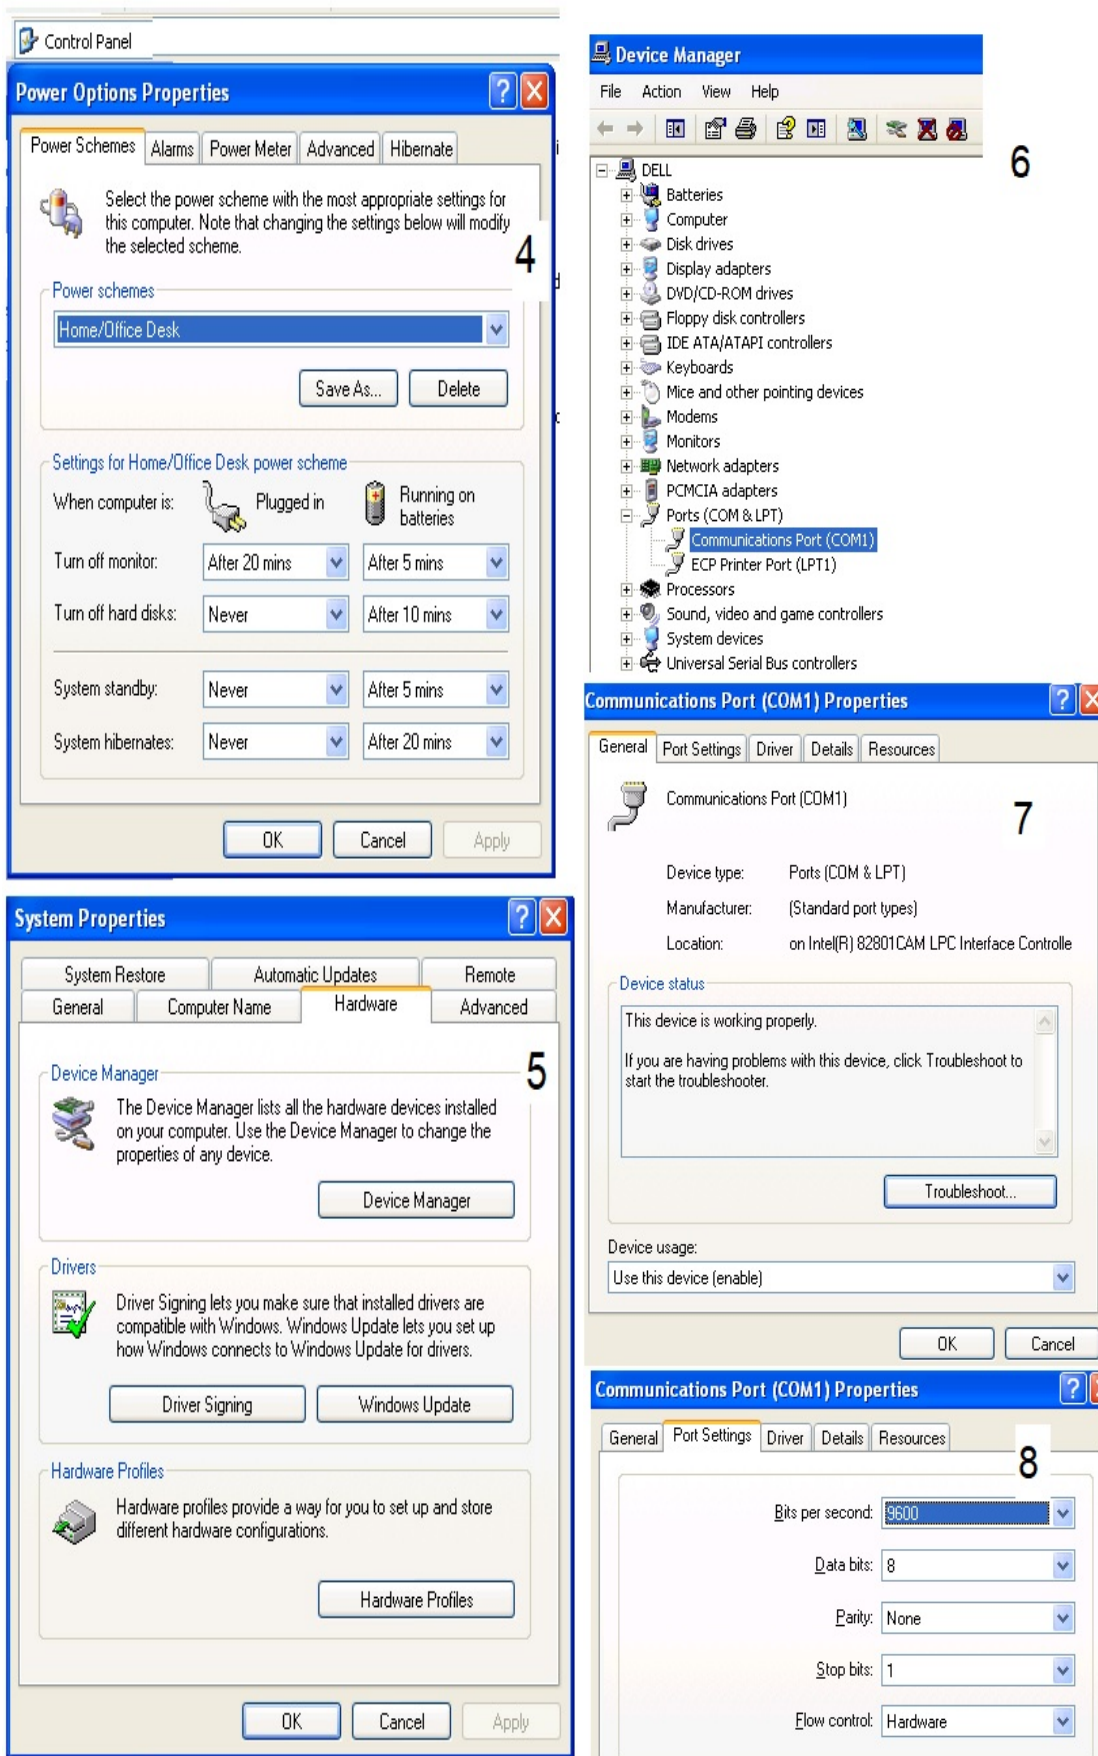 Control Panel
Power Options Properties
Power Schemes Alarms Power Meter Advanced Hibernate
Select the power scheme with the most appropriate settings for
this computer. Note that changing the settings below will modify
the selected scheme.
4
Power schemes
Home/Office Desk
Save As... Delete
Settings for Home/Office Desk power scheme
When computer is: Plugged in Running on
batteries
Turn off monitor: After 20 mins After 5 mins
Turn off hard disks: Never After 10 mins
System standby: Never After 5 mins
System hibernates: Never After 20 mins
OK Cancel Apply
System Properties
System Restore Automatic Updates Remote
General Computer Name Hardware Advanced
5
Device Manager
The Device Manager lists all the hardware devices installed
on your computer. Use the Device Manager to change the
properties of any device.
Device Manager
Drivers
Driver Signing lets you make sure that installed drivers are
compatible with Windows. Windows Update lets you set up
how Windows connects to Windows Update for drivers.
Driver Signing Windows Update
Hardware Profiles
Hardware profiles provide a way for you to set up and store
different hardware configurations.
Hardware Profiles
OK Cancel Apply
Device Manager
File Action View Help
6
DELL
Batteries
Computer
Disk drives
Display adapters
DVD/CD-ROM drives
Floppy disk controllers
IDE ATA/ATAPI controllers
Keyboards
Mice and other pointing devices
Modems
Monitors
Network adapters
PCMCIA adapters
Ports (COM & LPT)
Communications Port (COM1)
ECP Printer Port (LPT1)
Processors
Sound, video and game controllers
System devices
Universal Serial Bus controllers
Communications Port (COM1) Properties
General Port Settings Driver Details Resources
Communications Port (COM1)
7
Device type: Ports (COM & LPT)
Manufacturer: (Standard port types)
Location: on Intel(R) 82801CAM LPC Interface Controlle
Device status
This device is working properly.
If you are having problems with this device, click Troubleshoot to
start the troubleshooter.
Troubleshoot...
Device usage:
Use this device (enable)
OK Cancel
Communications Port (COM1) Properties
General Port Settings Driver Details Resources
8
Bits per second: 9600
Data bits: 8
Parity: None
Stop bits: 1
Flow control: Hardware